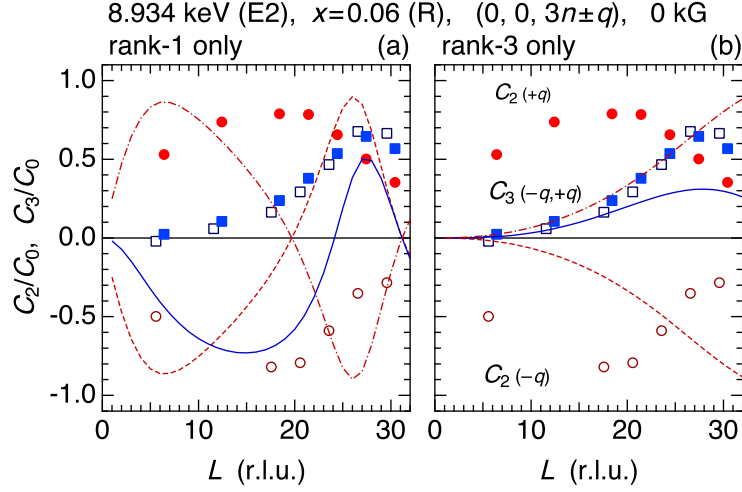 8.934 keV (E2), x=0.06 (R), (0, 0, 3n±q), 0 kG
rank-1 only (a) rank-3 only (b)
C2/C0, C3/C0
1.0
0.5
0.0
-0.5
-1.0
C2 (+q)
C3 (−q,+q)
C2 (−q)
0 10 20 30 0 10 20 30
L (r.l.u.) L (r.l.u.)